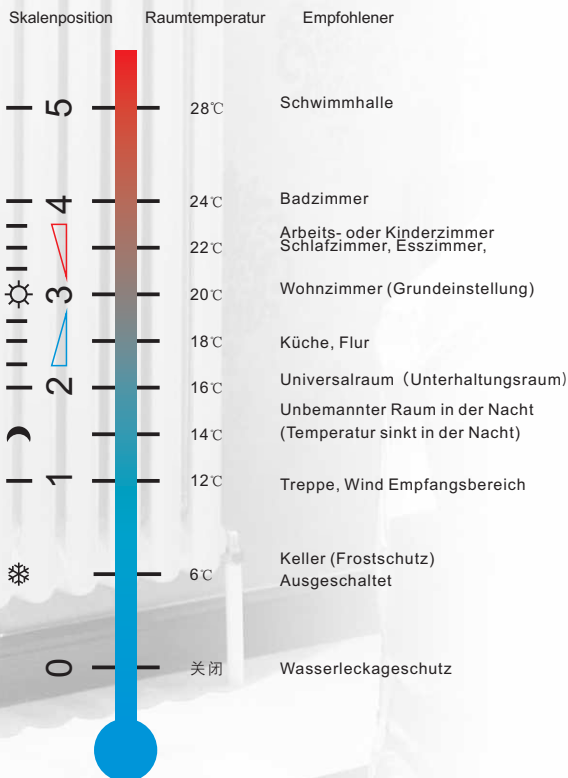 Skalenposition Raumtemperatur Empfohlener
5 28℃ Schwimmhalle
4 24℃ Badzimmer
Arbeits- oder Kinderzimmer
22℃ Schlafzimmer, Esszimmer,
3 20℃ Wohnzimmer (Grundeinstellung)
18℃ Küche, Flur
2 16℃ Universalraum（Unterhaltungsraum)
Unbemannter Raum in der Nacht
14℃ (Temperatur sinkt in der Nacht)
1 12℃ Treppe, Wind Empfangsbereich
Keller (Frostschutz)
6℃ Ausgeschaltet
0 关闭 Wasserleckageschutz